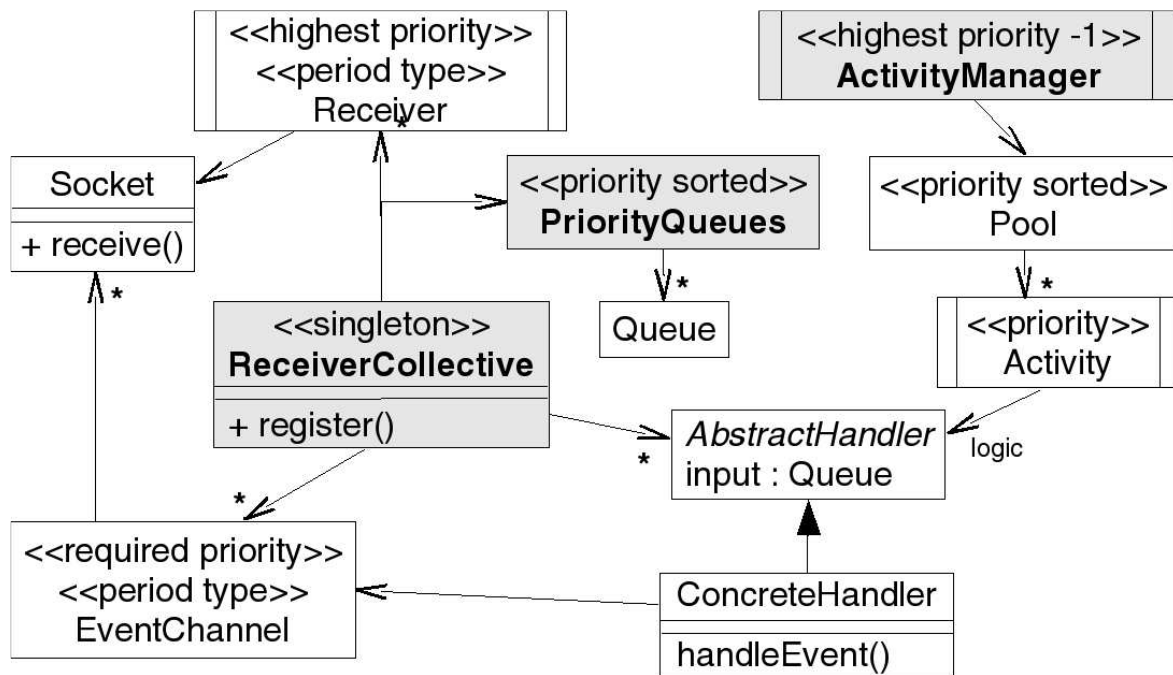 <<highest priority>>
<<period type>>
Receiver
*
<<highest priority -1>>
ActivityManager
Socket
+ receive()
*
<<priority sorted>>
PriorityQueues
*
<<priority sorted>>
Pool
*
Queue
<<singleton>>
ReceiverCollective
+ register()
<<priority>>
Activity
logic
*
*
AbstractHandler
input : Queue
<<required priority>>
<<period type>>
EventChannel
ConcreteHandler
handleEvent()